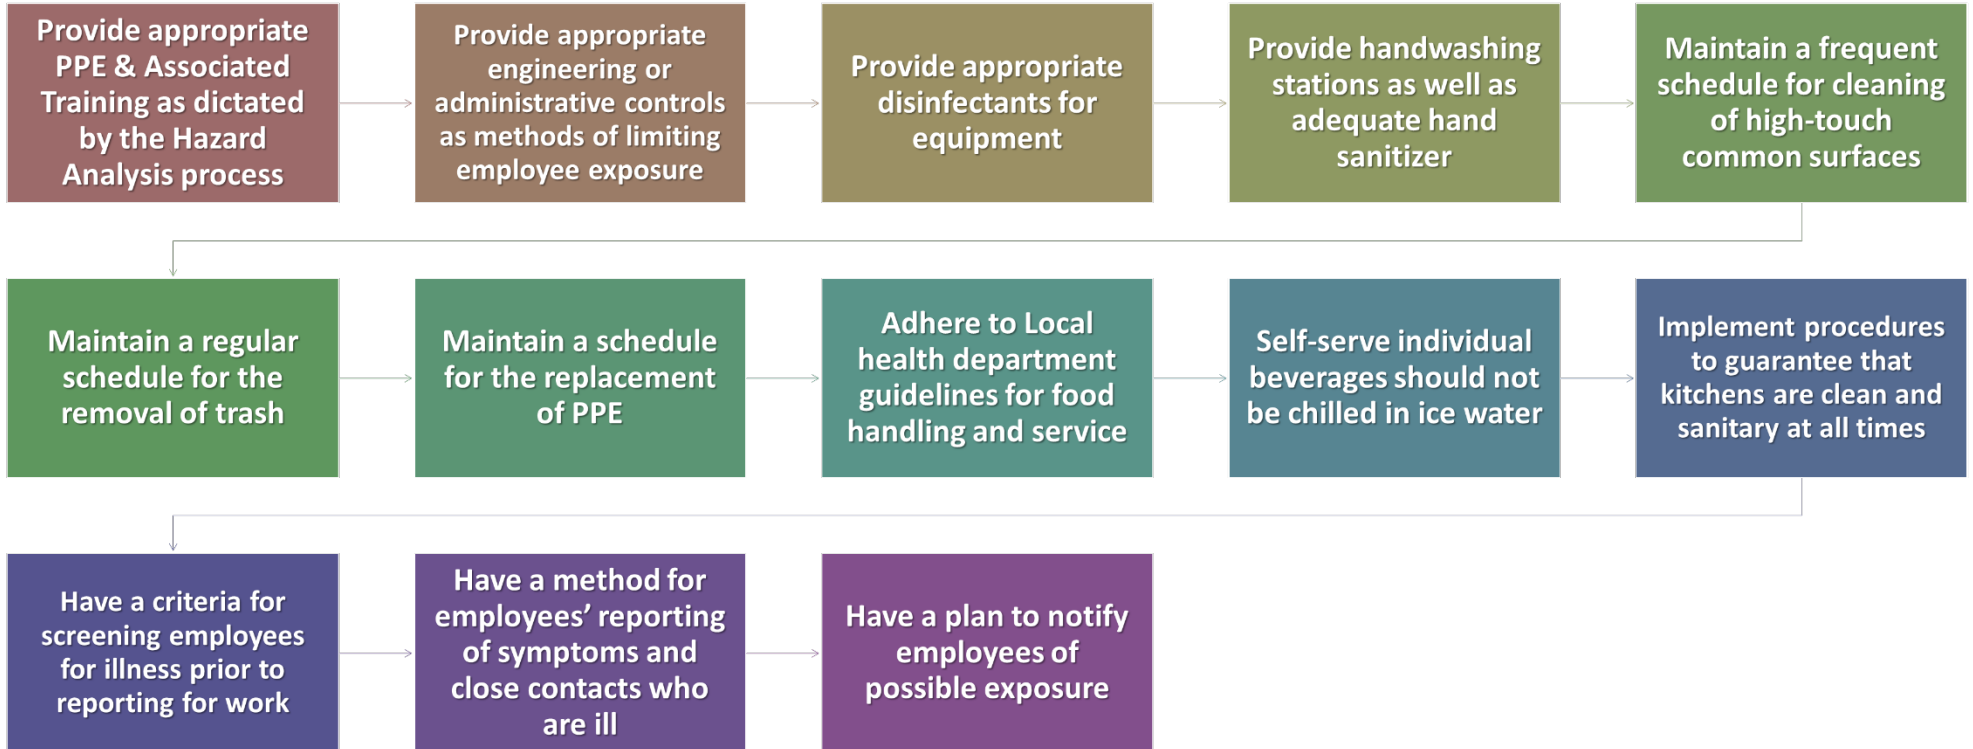 Provide appropriate
PPE & Associated
Training as dictated
by the Hazard
Analysis process
Provide appropriate
engineering or
administrative controls
as methods of limiting
employee exposure
Provide appropriate
disinfectants for
equipment
Provide handwashing
stations as well as
adequate hand
sanitizer
Maintain a frequent
schedule for cleaning
of high-touch
common surfaces
Maintain a regular
schedule for the
removal of trash
Maintain a schedule
for the replacement
of PPE
Adhere to Local
health department
guidelines for food
handling and service
Self-serve individual
beverages should not
be chilled in ice water
Implement procedures
to guarantee that
kitchens are clean and
sanitary at all times
Have a criteria for
screening employees
for illness prior to
reporting for work
Have a method for
employees’ reporting
of symptoms and
close contacts who
are ill
Have a plan to notify
employees of
possible exposure